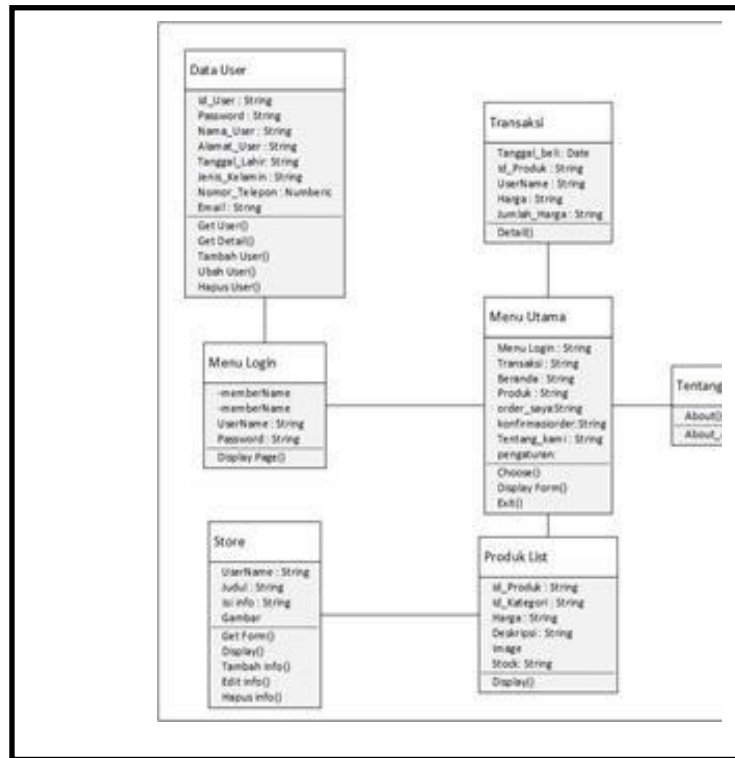 Data User
Id_User : String
Password : String
Nama_User : String
Alamat_User : String
Tanggal_Lahir: String
Jenis_Kelamin : String
Nomor_Telepon : Numberic
Email : String
Get User()
Get Detail()
Tambah User()
Ubah User()
Hapus User()
Transaksi
Tanggal_beli: Date
Id_Produk : String
UserName : String
Harga : String
Jumlah_Harga : String
Detail()
Menu Login
-memberName
-memberName
UserName : String
Password : String
Display Page()
Menu Utama
Menu Login : String
Transaksi : String
Beranda : String
Produk : String
order_saya:String
konfirmasiorder:String
Tentang_kami : String
pengaturan:
Choose()
Display Form()
Exit()
Tentang
About()
About_
Store
UserName : String
Judul : String
Isi info : String
Gambar
Get Form()
Display()
Tambah info()
Edit info()
Hapus info()
Produk List
Id_Produk : String
Id_Kategori : String
Harga : String
Deskripsi : String
Image
Stock: String
Display()